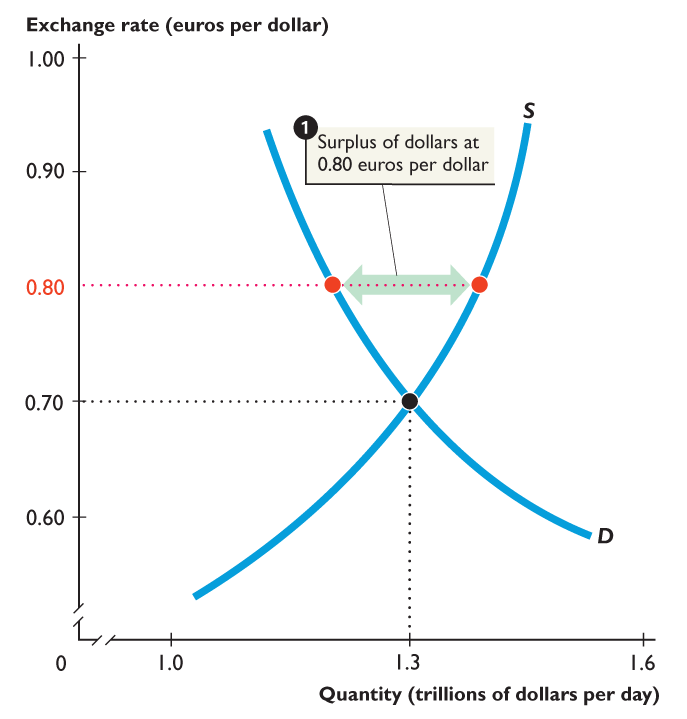 Exchange rate (euros per dollar)
1.00
S
1
Surplus of dollars at
0.80 euros per dollar
0.90
0.80
0.70
0.60
D
0
1.0
1.3
1.6
Quantity (trillions of dollars per day)